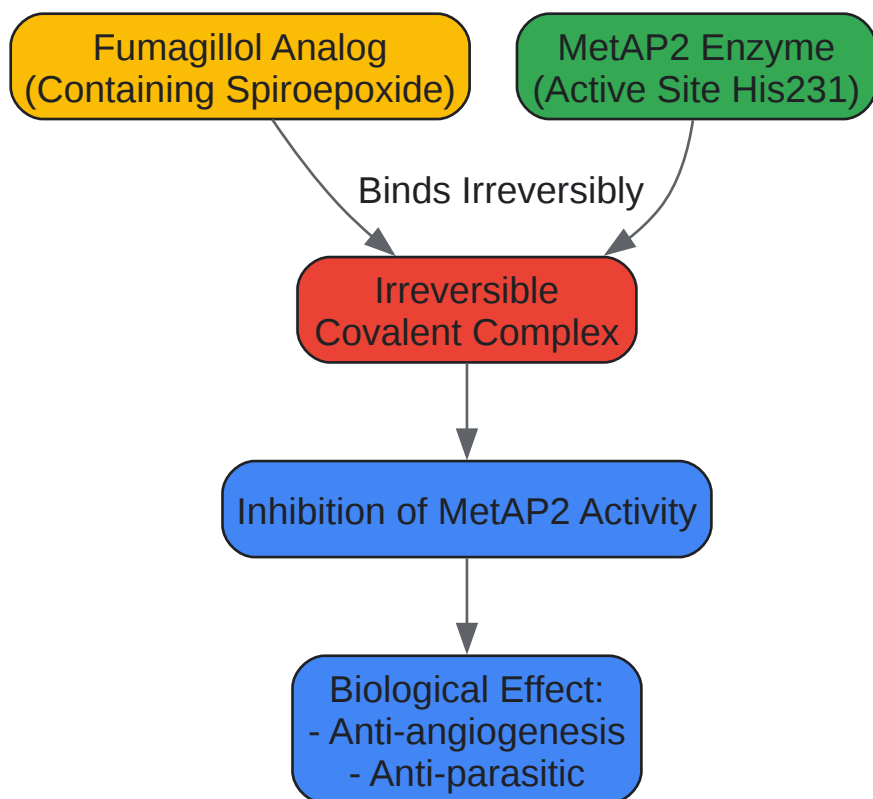 Fumagillol Analog
(Containing Spiroepoxide)
MetAP2 Enzyme
(Active Site His231)
Binds Irreversibly
Irreversible
Covalent Complex
Inhibition of MetAP2 Activity
Biological Effect:
- Anti-angiogenesis
- Anti-parasitic